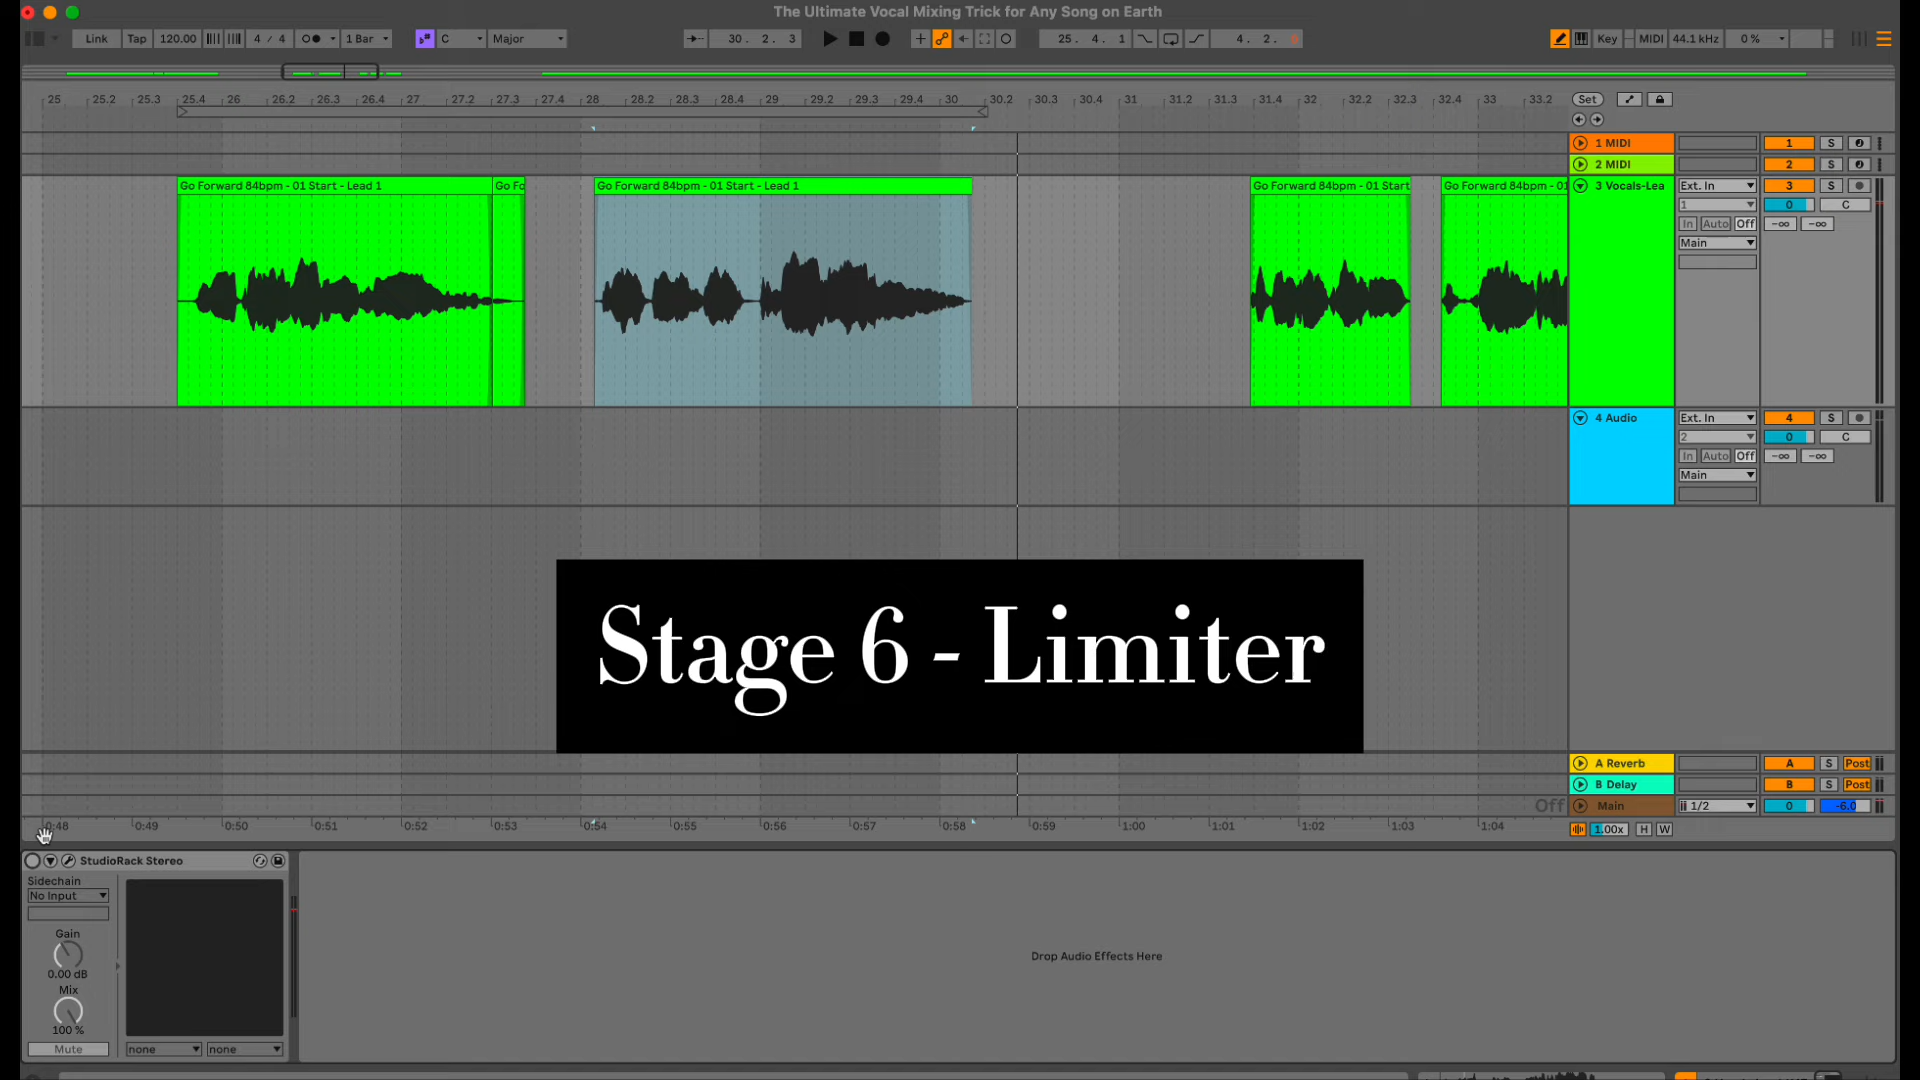 The Ultimate Vocal Mixing Trick for Any Song on Earth
Link Tap 120.00 4 / 4 1 Bar C Major 30. 2. 3 25. 4. 1 4. 2. Key MIDI 44.1 kHz 0 %
25 25.2 25.3 25.4 26 26.2 26.3 26.4 27 27.2 27.3 27.4 28 28.2 28.3 28.4 29 29.2 29.3 29.4 30 30.2 30.3 30.4 31 31.2 31.3 31.4 32 32.2 32.3 32.4 33 33.2 Set
1 MIDI 1 S
2 MIDI 2 S
Go Forward 84bpm - 01 Start - Lead 1 Go Fo Go Forward 84bpm - 01 Start - Lead 1 Go Forward 84bpm - 01 Start Go Forward 84bpm - 01 3 Vocals-Lea Ext. In 3 S
1 0 C
In Auto Off -∞ -∞
Main
4 Audio Ext. In 4 S
2 0 C
In Auto Off -∞ -∞
Main
Stage 6 - Limiter
A Reverb A S Post
B Delay B S Post
Off Main 1/2 0 -6.0
0:48 0:49 0:50 0:51 0:52 0:53 0:54 0:55 0:56 0:57 0:58 0:59 1:00 1:01 1:02 1:03 1:04 1.00x H W
StudioRack Stereo
Sidechain
No Input
Gain
0.00 dB
Drop Audio Effects Here
Mix
100 %
Mute none none